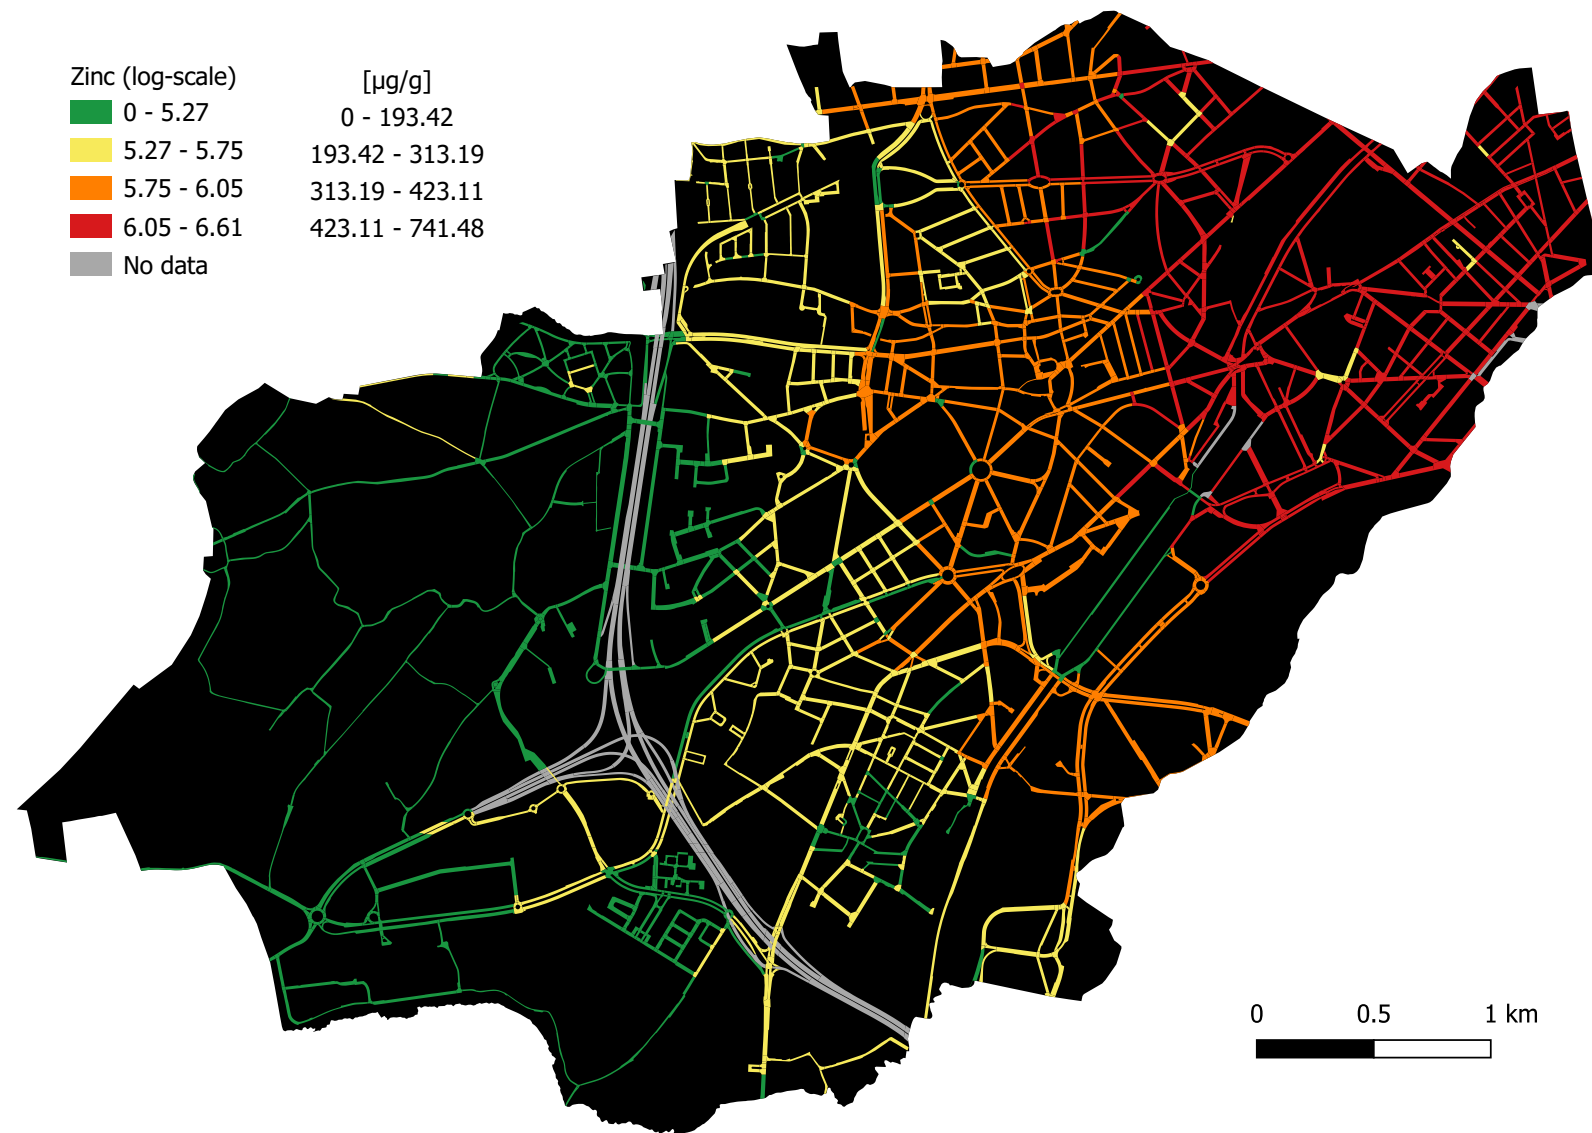 Zinc (log-scale) [µg/g]
0 - 5.27 0 - 193.42
5.27 - 5.75 193.42 - 313.19
5.75 - 6.05 313.19 - 423.11
6.05 - 6.61 423.11 - 741.48
No data
0 0.5 1 km